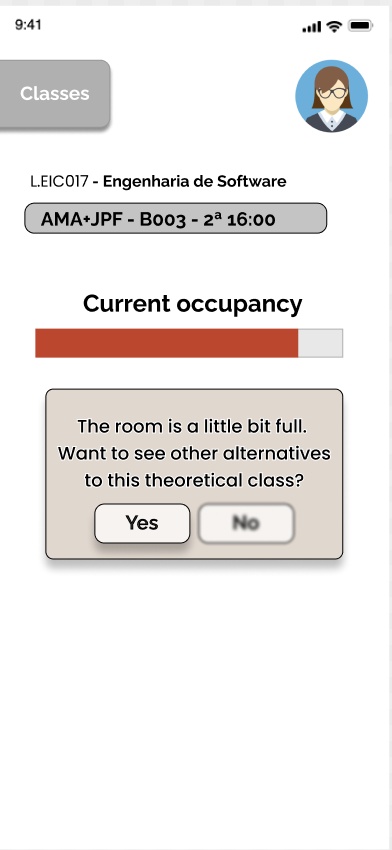 9:41
Classes
L.EIC017 - Engenharia de Software
AMA+JPF - B003 - 2ª 16:00
Current occupancy
The room is a little bit full.
Want to see other alternatives
to this theoretical class?
Yes
No